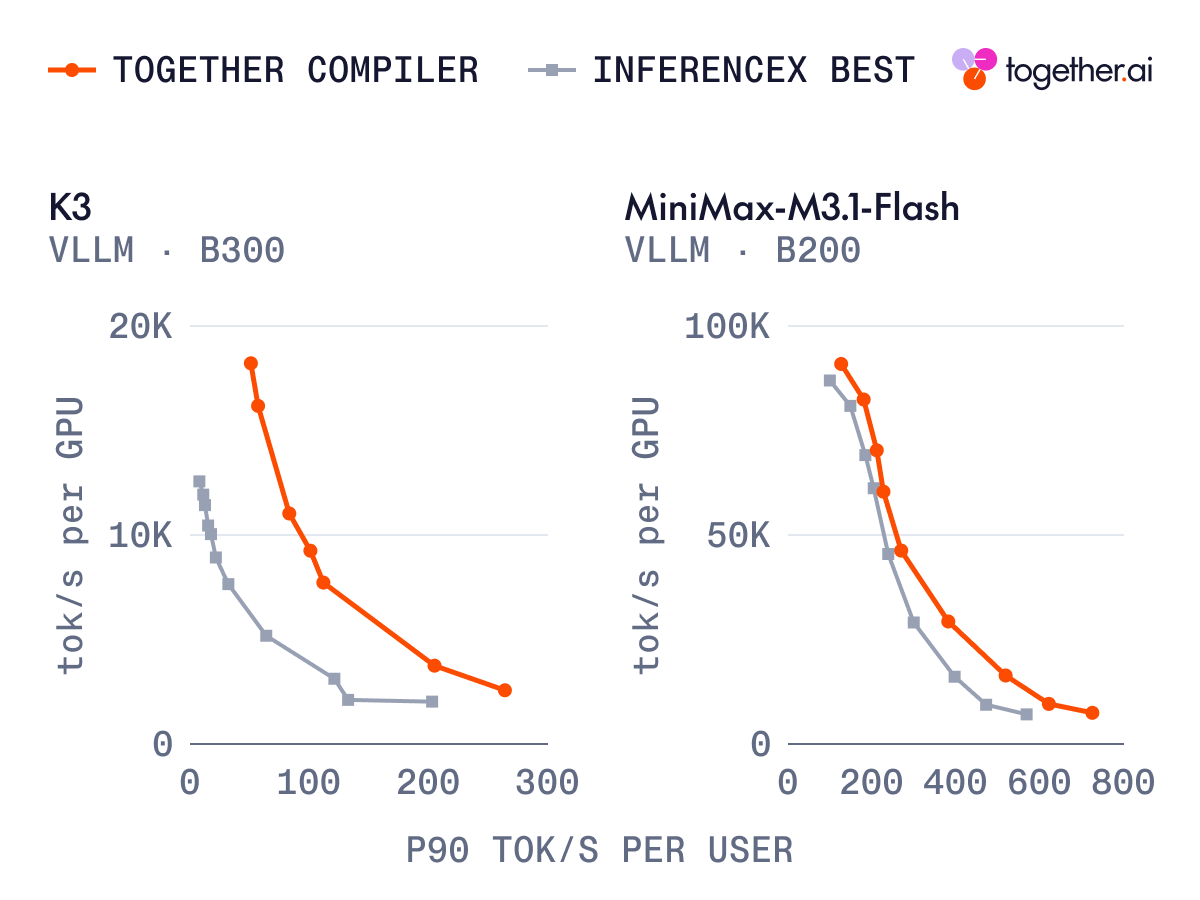 TOGETHER COMPILER
INFERENCEX BEST
together.ai
K3
VLLM · B300
20K
10K
0
tok/s per GPU
0 100 200 300
MiniMax-M3.1-Flash
VLLM · B200
100K
50K
0
tok/s per GPU
0 200 400 600 800
P90 TOK/S PER USER